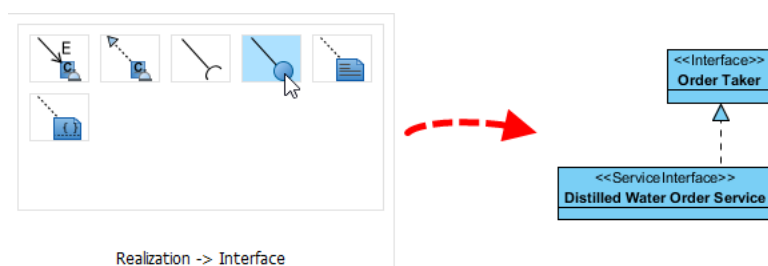 E
C
C
{}
Realization -> Interface
<<Interface>>
Order Taker
<<ServiceInterface>>
Distilled Water Order Service